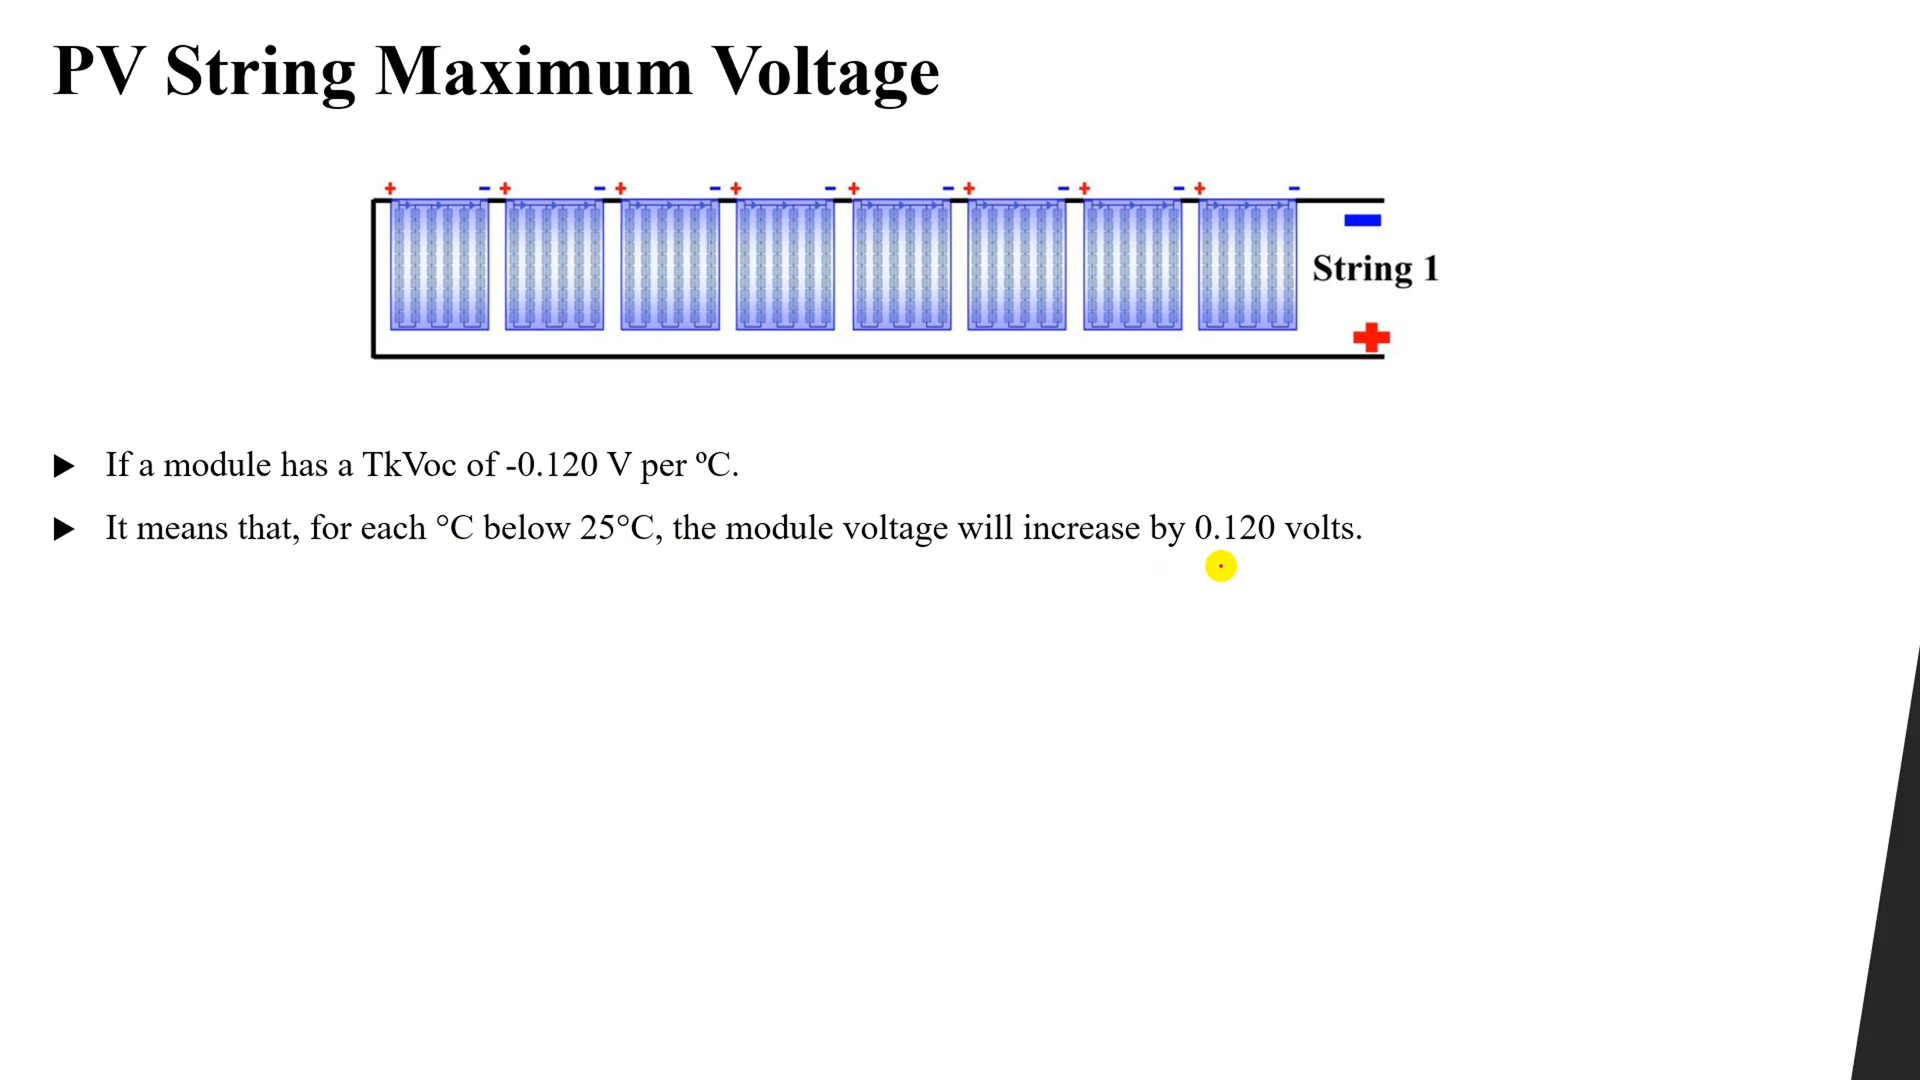 PV String Maximum Voltage
+ − + − + − + − + − + − + − + −
−
String 1
+
If a module has a TkVoc of -0.120 V per ºC.
It means that, for each °C below 25°C, the module voltage will increase by 0.120 volts.